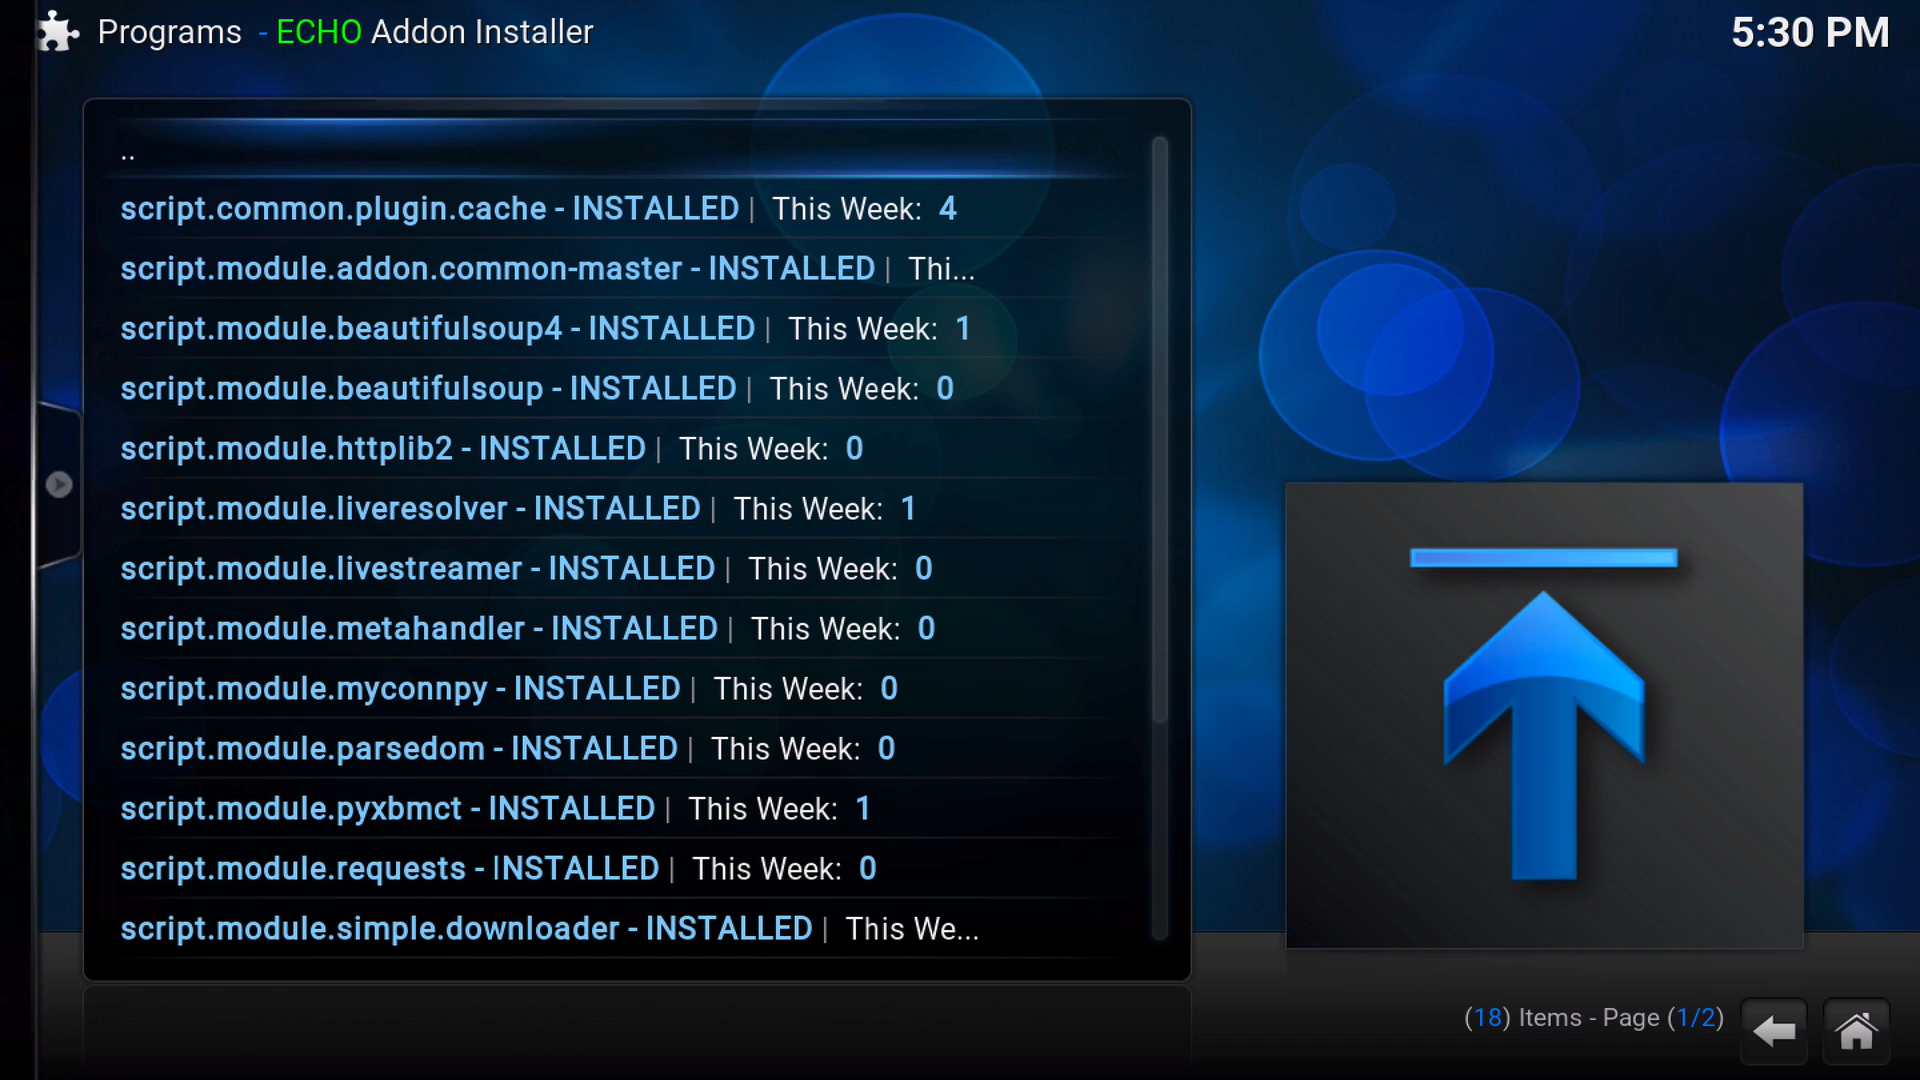 Programs - ECHO Addon Installer
5:30 PM
..
script.common.plugin.cache - INSTALLED | This Week: 4
script.module.addon.common-master - INSTALLED | Thi...
script.module.beautifulsoup4 - INSTALLED | This Week: 1
script.module.beautifulsoup - INSTALLED | This Week: 0
script.module.httplib2 - INSTALLED | This Week: 0
script.module.liveresolver - INSTALLED | This Week: 1
script.module.livestreamer - INSTALLED | This Week: 0
script.module.metahandler - INSTALLED | This Week: 0
script.module.myconnpy - INSTALLED | This Week: 0
script.module.parsedom - INSTALLED | This Week: 0
script.module.pyxbmct - INSTALLED | This Week: 1
script.module.requests - INSTALLED | This Week: 0
script.module.simple.downloader - INSTALLED | This We...
(18) Items - Page (1/2)